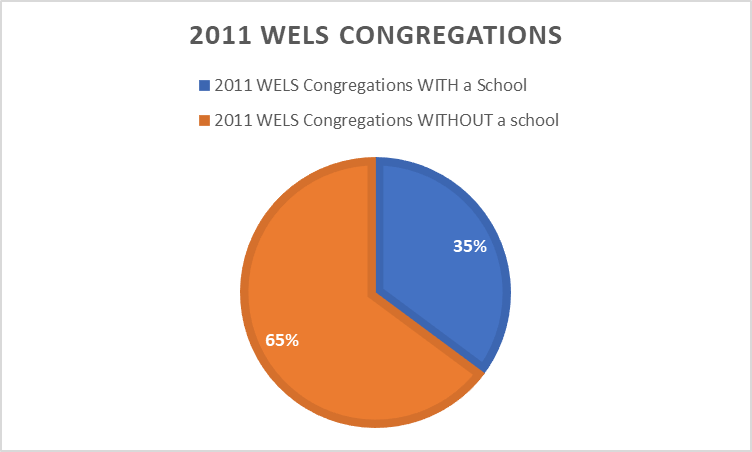 2011 WELS CONGREGATIONS
2011 WELS Congregations WITH a School
2011 WELS Congregations WITHOUT a school
35%
65%